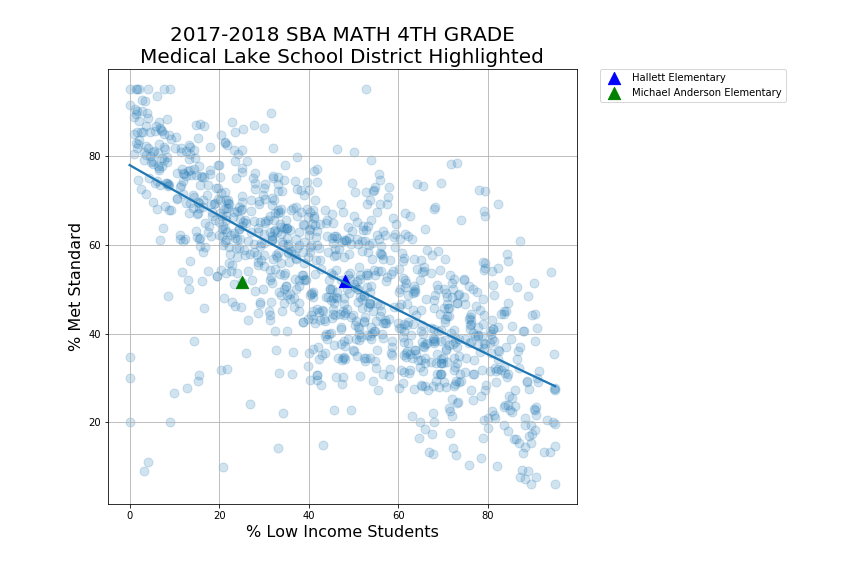 2017-2018 SBA MATH 4TH GRADE
Medical Lake School District Highlighted
Hallett Elementary
Michael Anderson Elementary
% Met Standard
80
60
40
20
0 20 40 60 80
% Low Income Students